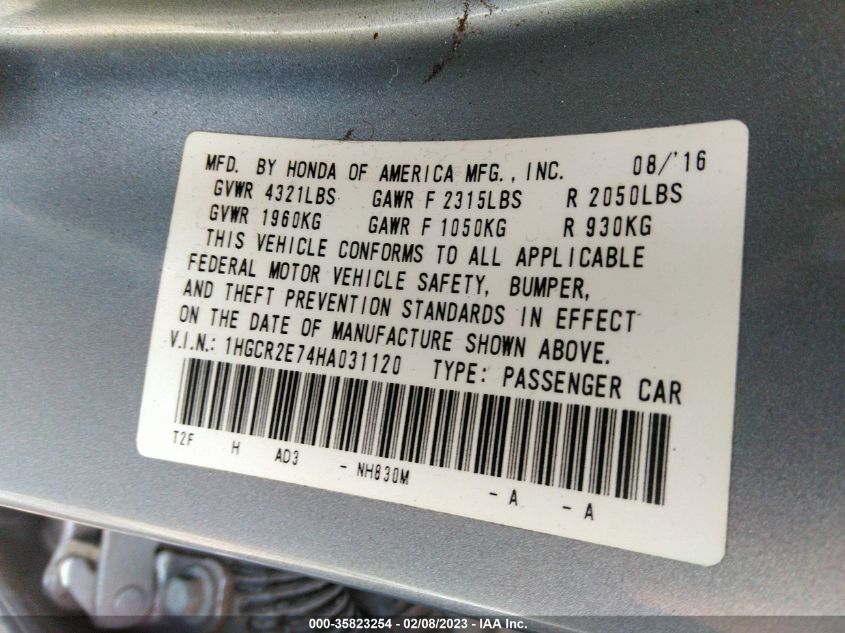 MFD. BY HONDA OF AMERICA MFG., INC. 08/'16
GVWR 4321LBS GAWR F 2315LBS R 2050LBS
GVWR 1960KG GAWR F 1050KG R 930KG
THIS VEHICLE CONFORMS TO ALL APPLICABLE
FEDERAL MOTOR VEHICLE SAFETY, BUMPER,
AND THEFT PREVENTION STANDARDS IN EFFECT
ON THE DATE OF MANUFACTURE SHOWN ABOVE.
V.I.N.: 1HGCR2E74HA031120 TYPE: PASSENGER CAR
T2F H AD3 - NH830M - A - A
000-35823254 - 02/08/2023 - IAA Inc.